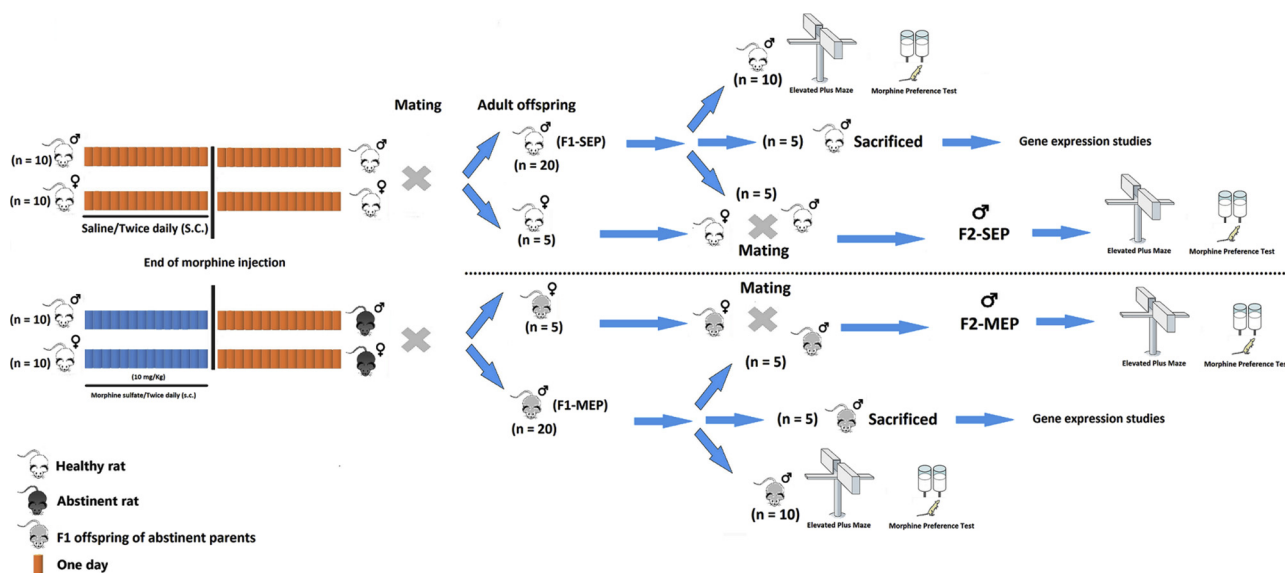 ♂
(n = 10)
Elevated Plus Maze
Morphine Preference Test
Mating
Adult offspring
♂
(F1-SEP)
(n = 20)
(n = 5)
♂
Sacrificed
Gene expression studies
♂
(n = 10)
♂
♀
(n = 10)
♀
Saline/Twice daily (S.C.)
♀
(n = 5)
(n = 5)
♀
♂
Mating
♂
F2-SEP
Elevated Plus Maze
Morphine Preference Test
End of morphine injection
♂
(n = 10)
♂
♀
(n = 10)
♀
(10 mg/Kg)
Morphine sulfate/Twice daily (s.c.)
♀
(n = 5)
Mating
♀
♂
(n = 5)
♂
F2-MEP
Elevated Plus Maze
Morphine Preference Test
♂
(F1-MEP)
(n = 20)
(n = 5)
♂
Sacrificed
Gene expression studies
♂
(n = 10)
Elevated Plus Maze
Morphine Preference Test
Healthy rat
Abstinent rat
F1 offspring of abstinent parents
One day